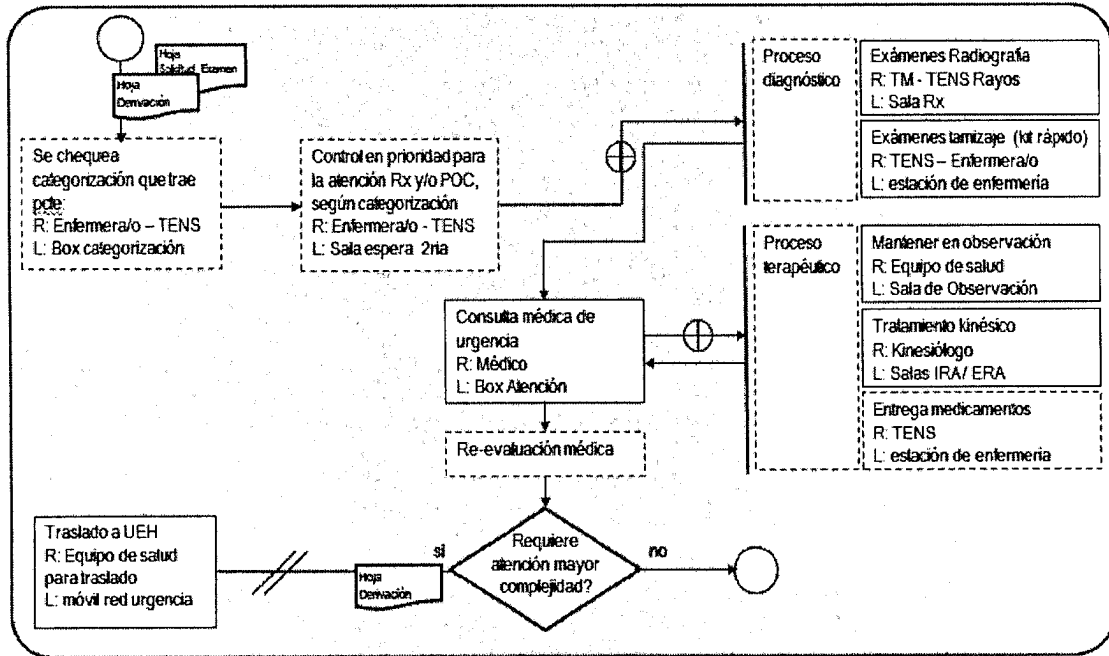 Hoja
Solicitud Examen
Hoja
Derivación
Se chequea
categorización que trae
pcte:
R: Enfermera/o – TENS
L: Box categorización
Control en prioridad para
la atención Rx y/o POC,
según categorización
R: Enfermera/o - TENS
L: Sala espera 2ria
Proceso
diagnóstico
Exámenes Radiografía
R: TM - TENS Rayos
L: Sala Rx
Exámenes tamizaje (kit rápido)
R: TENS – Enfermera/o
L: estación de enfermería
Proceso
terapéutico
Mantener en observación
R: Equipo de salud
L: Sala de Observación
Tratamiento kinésico
R: Kinesiólogo
L: Salas IRA/ ERA
Entrega medicamentos
R: TENS
L: estación de enfermería
Consulta médica de
urgencia
R: Médico
L: Box Atención
Re-evaluación médica
Requiere
atención mayor
complejidad?
si
no
Hoja
Derivación
Traslado a UEH
R: Equipo de salud
para traslado
L: móvil red urgencia